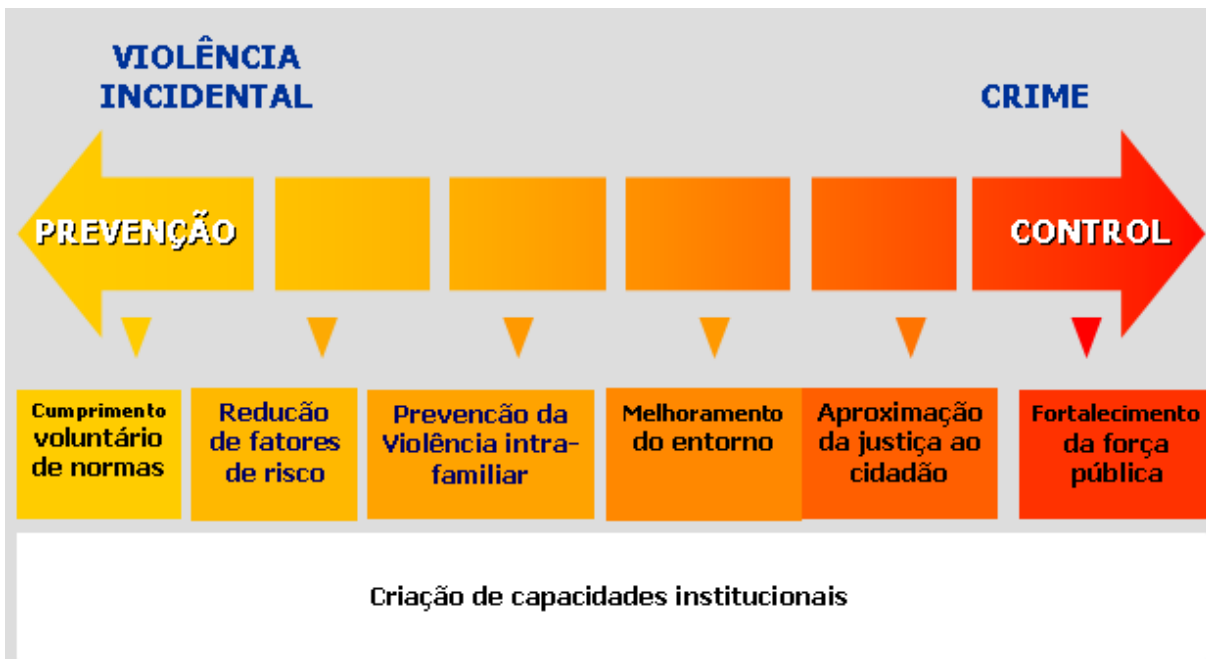 VIOLÊNCIA
INCIDENTAL
CRIME
PREVENÇÃO
CONTROL
Cumprimento
voluntário
de normas
Reducão
de fatores
de risco
Prevencão da
Violência intra-
familiar
Melhoramento
do entorno
Aproximação
da justiça ao
cidadão
Fortalecimento
da força
pública
Criação de capacidades institucionais